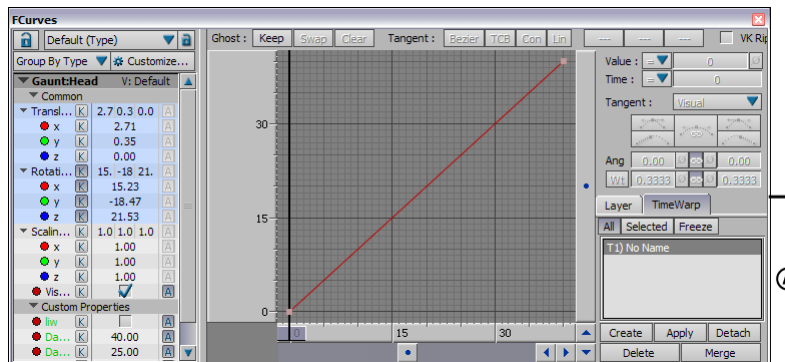 FCurves
Default (Type)
Group By Type Customize...
Gaunt:Head V: Default
Common
Transl... K 2.7 0.3 0.0 A
x K 2.71 A
y K 0.35 A
z K 0.00 A
Rotati... K 15. -18 21. A
x K 15.23 A
y K -18.47 A
z K 21.53 A
Scalin... K 1.0 1.0 1.0 A
x K 1.00 A
y K 1.00 A
z K 1.00 A
Vis... K A
Custom Properties
liw K A
Da... K 40.00 A
Da... K 25.00 A
Ghost : Keep Swap Clear Tangent : Bezier TCB Con Lin --- --- --- VK Rip
30
15
0
0 15 30
Value : = 0
Time : = 0
Tangent : Visual
Ang 0.00 0.00
Wt 0.3333 0.3333
Layer TimeWarp
All Selected Freeze
T1) No Name
Create Apply Detach
Delete Merge
A